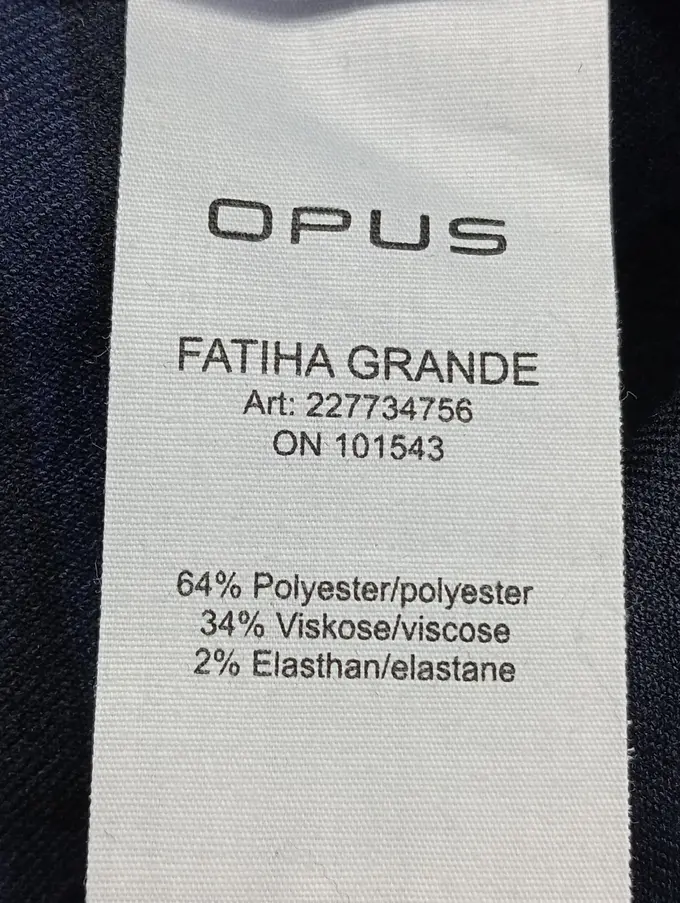 OPUS
FATIHA GRANDE
Art: 227734756
ON 101543
64% Polyester/polyester
34% Viskose/viscose
2% Elasthan/elastane